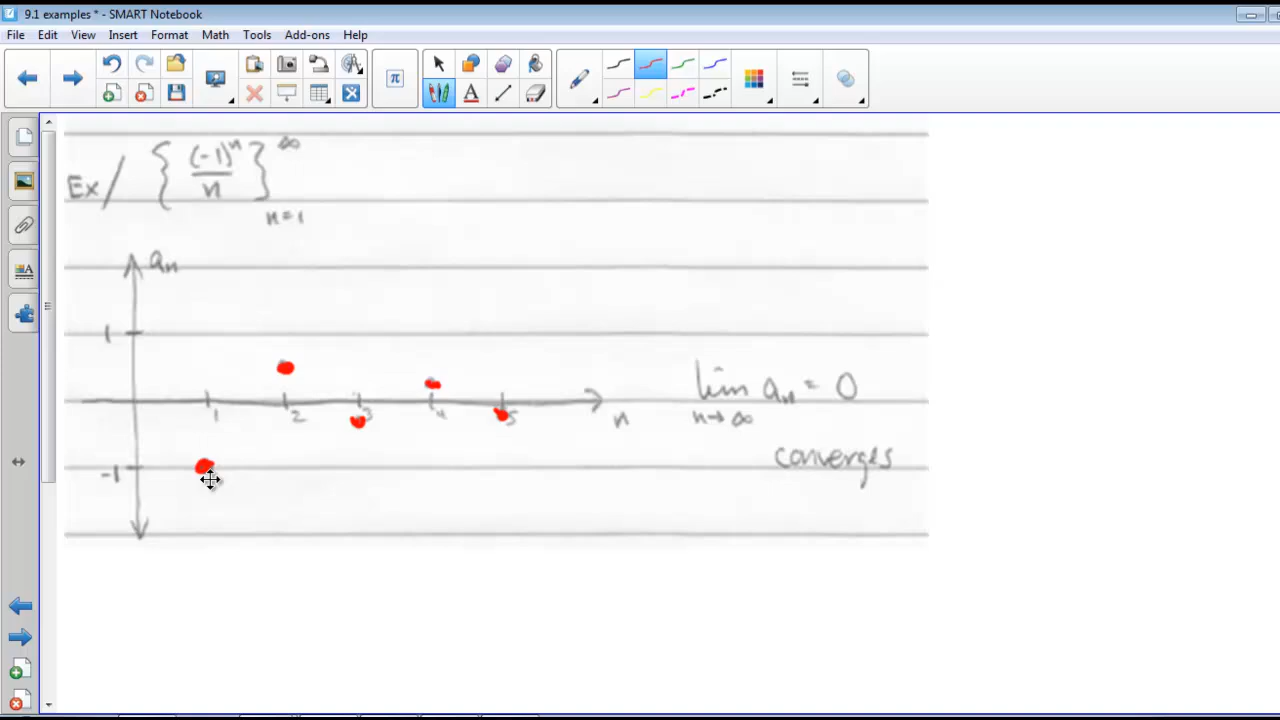 9.1 examples * - SMART Notebook
File Edit View Insert Format Math Tools Add-ons Help
π A
Ex/ { (-1)^n / n }_{n=1}^∞
a_n
1
1 2 3 4 5 n
-1
lim a_n = 0
n→∞
converges